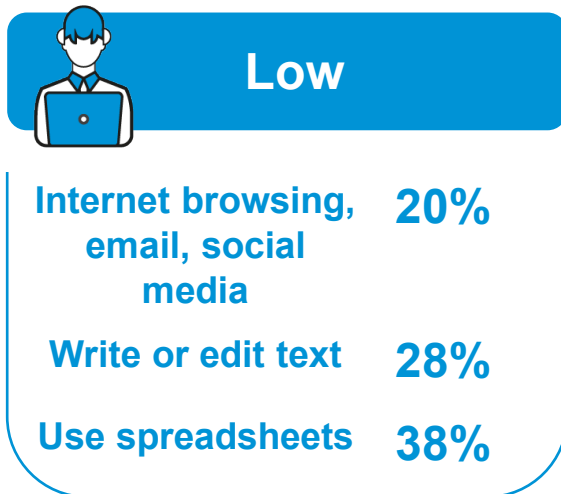 Low
Internet browsing, 20%
email, social
media
Write or edit text 28%
Use spreadsheets 38%